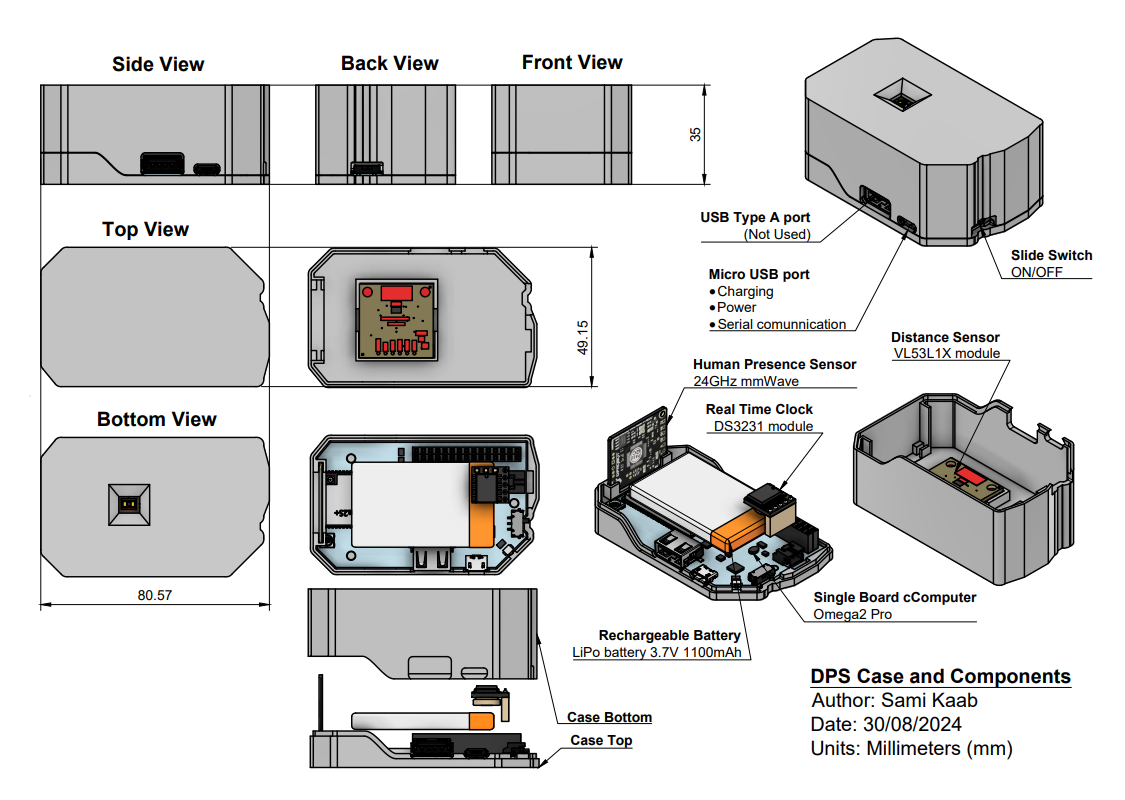 Side View
Back View
Front View
35
USB Type A port
(Not Used)
Slide Switch
ON/OFF
Micro USB port
•Charging
•Power
•Serial comunnication
Top View
49.15
Distance Sensor
VL53L1X module
Human Presence Sensor
24GHz mmWave
Real Time Clock
DS3231 module
Bottom View
80.57
Single Board cComputer
Omega2 Pro
Rechargeable Battery
LiPo battery 3.7V 1100mAh
Case Bottom
Case Top
DPS Case and Components
Author: Sami Kaab
Date: 30/08/2024
Units: Millimeters (mm)